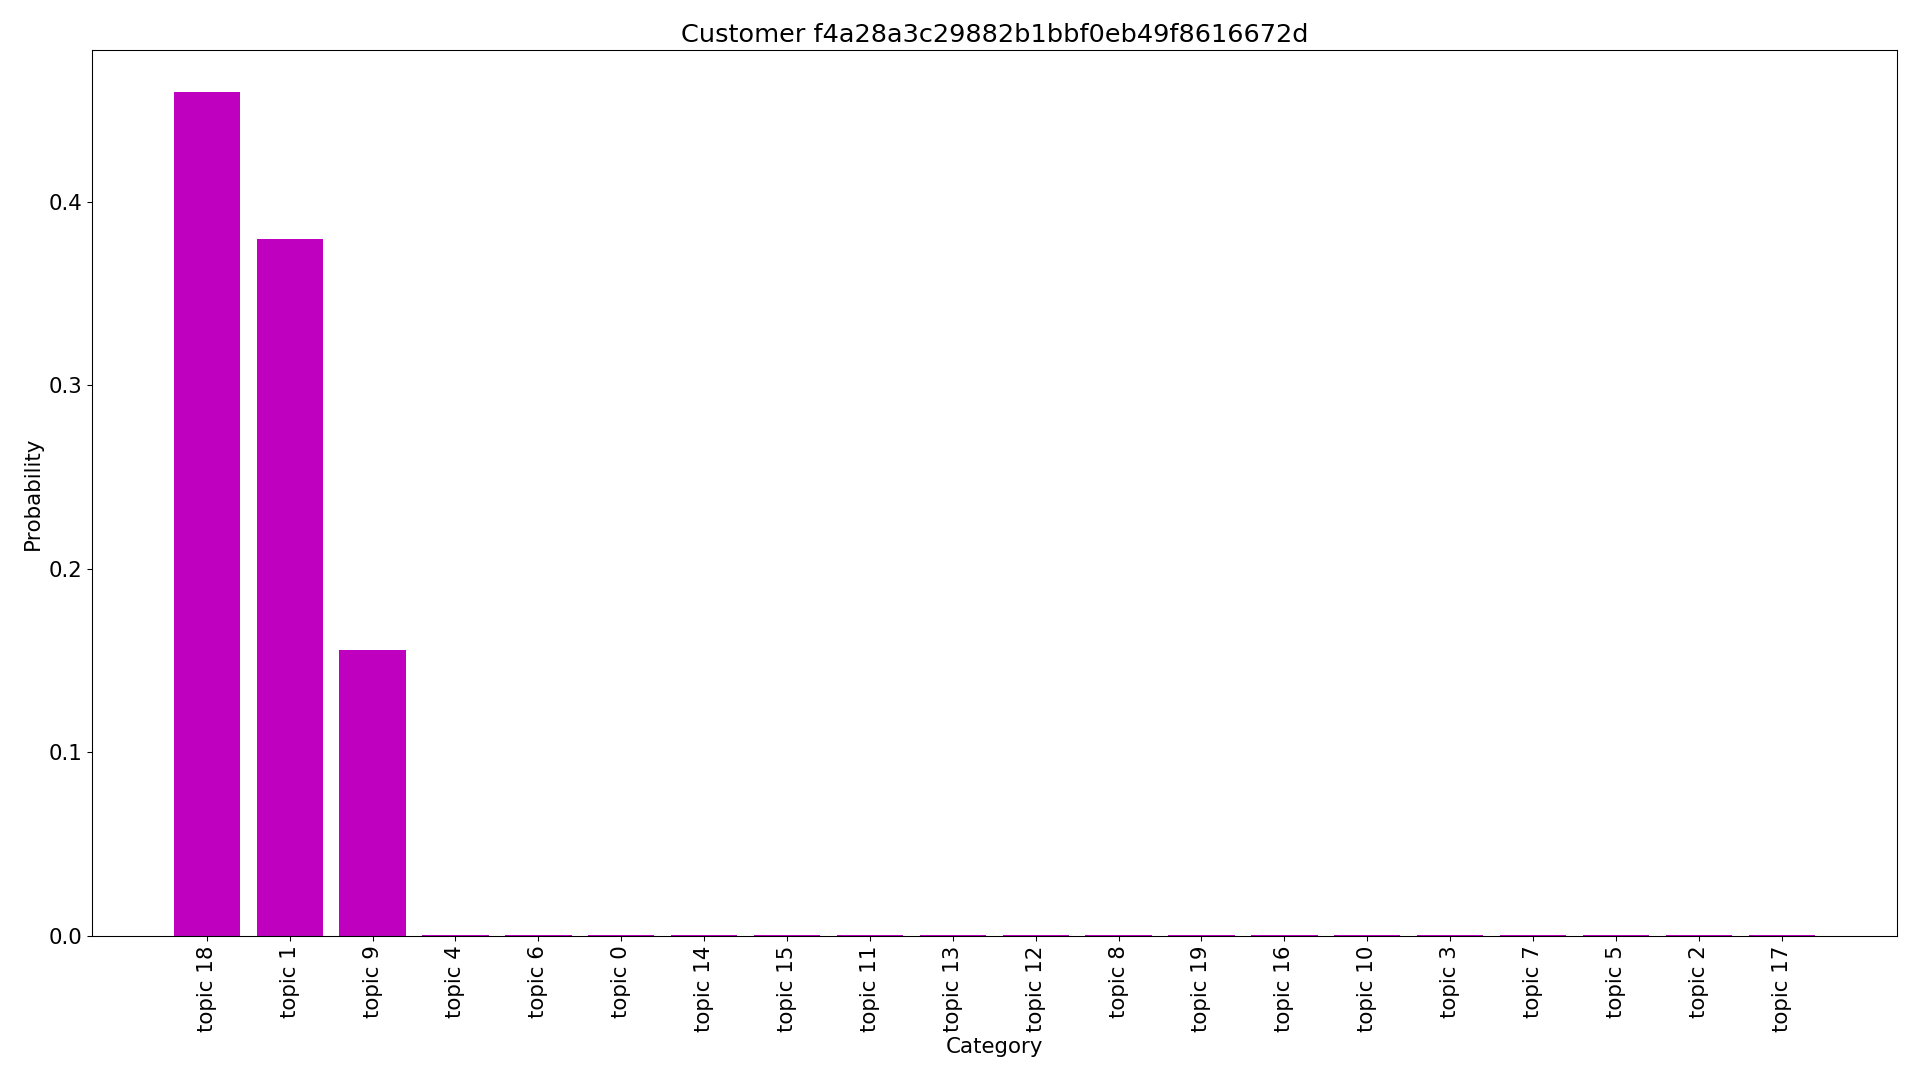 Customer f4a28a3c29882b1bbf0eb49f8616672d
Probability
0.4
0.3
0.2
0.1
0.0
topic 18
topic 1
topic 9
topic 4
topic 6
topic 0
topic 14
topic 15
topic 11
topic 13
topic 12
topic 8
topic 19
topic 16
topic 10
topic 3
topic 7
topic 5
topic 2
topic 17
Category